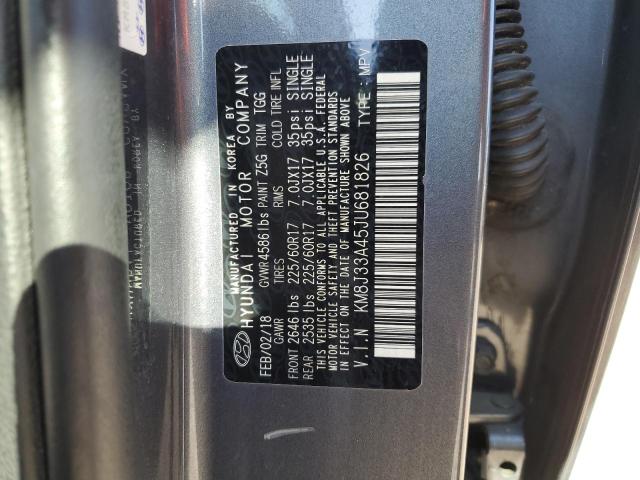 MANUFACTURED IN KOREA BY
HYUNDAI MOTOR COMPANY
FEB/02/18 GVWR 4586 lbs PAINT Z5G TRIM TGG
GAWR TIRES RIMS COLD TIRE INFL
FRONT 2646 lbs 225/60R17 7.0JX17 35psi SINGLE
REAR 2535 lbs 225/60R17 7.0JX17 35psi SINGLE
THIS VEHICLE CONFORMS TO ALL APPLICABLE U.S.A. FEDERAL
MOTOR VEHICLE SAFETY AND THEFT PREVENTION STANDARDS
IN EFFECT ON THE DATE OF MANUFACTURE SHOWN ABOVE
V.I.N KM8J33A45JU681826 TYPE : MPV